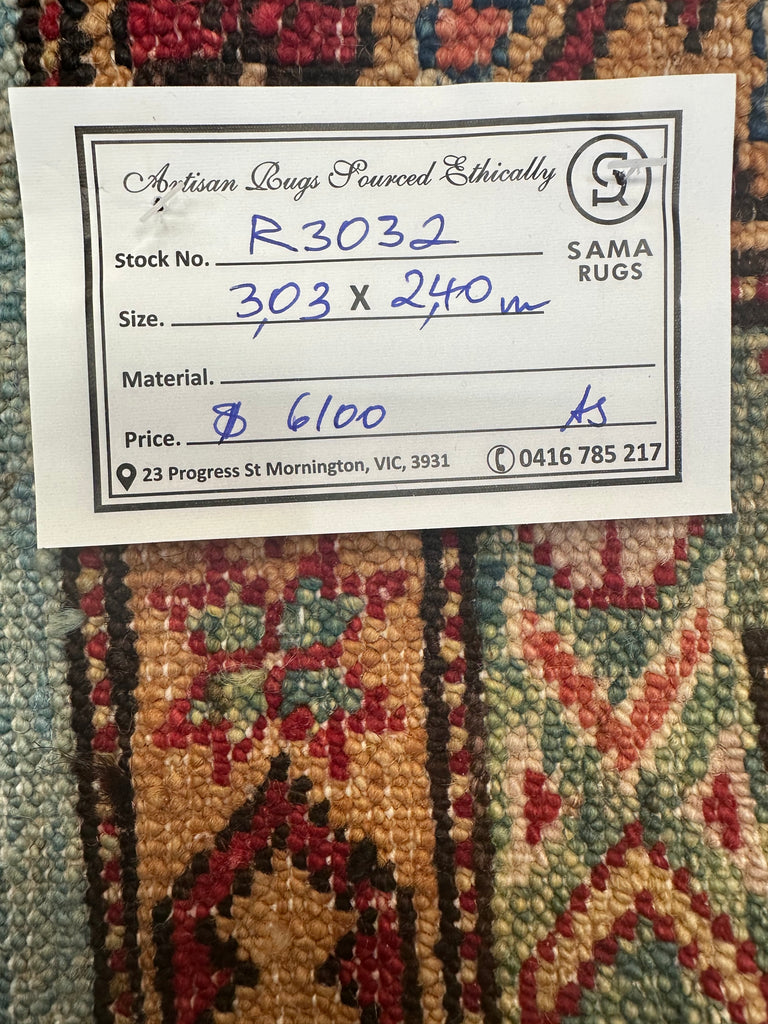 Artisan Rugs Sourced Ethically
SAMA
RUGS
Stock No. R3032
Size. 3,03 X 2,40 m
Material.
Price. $ 6100 AS
23 Progress St Mornington, VIC, 3931 0416 785 217